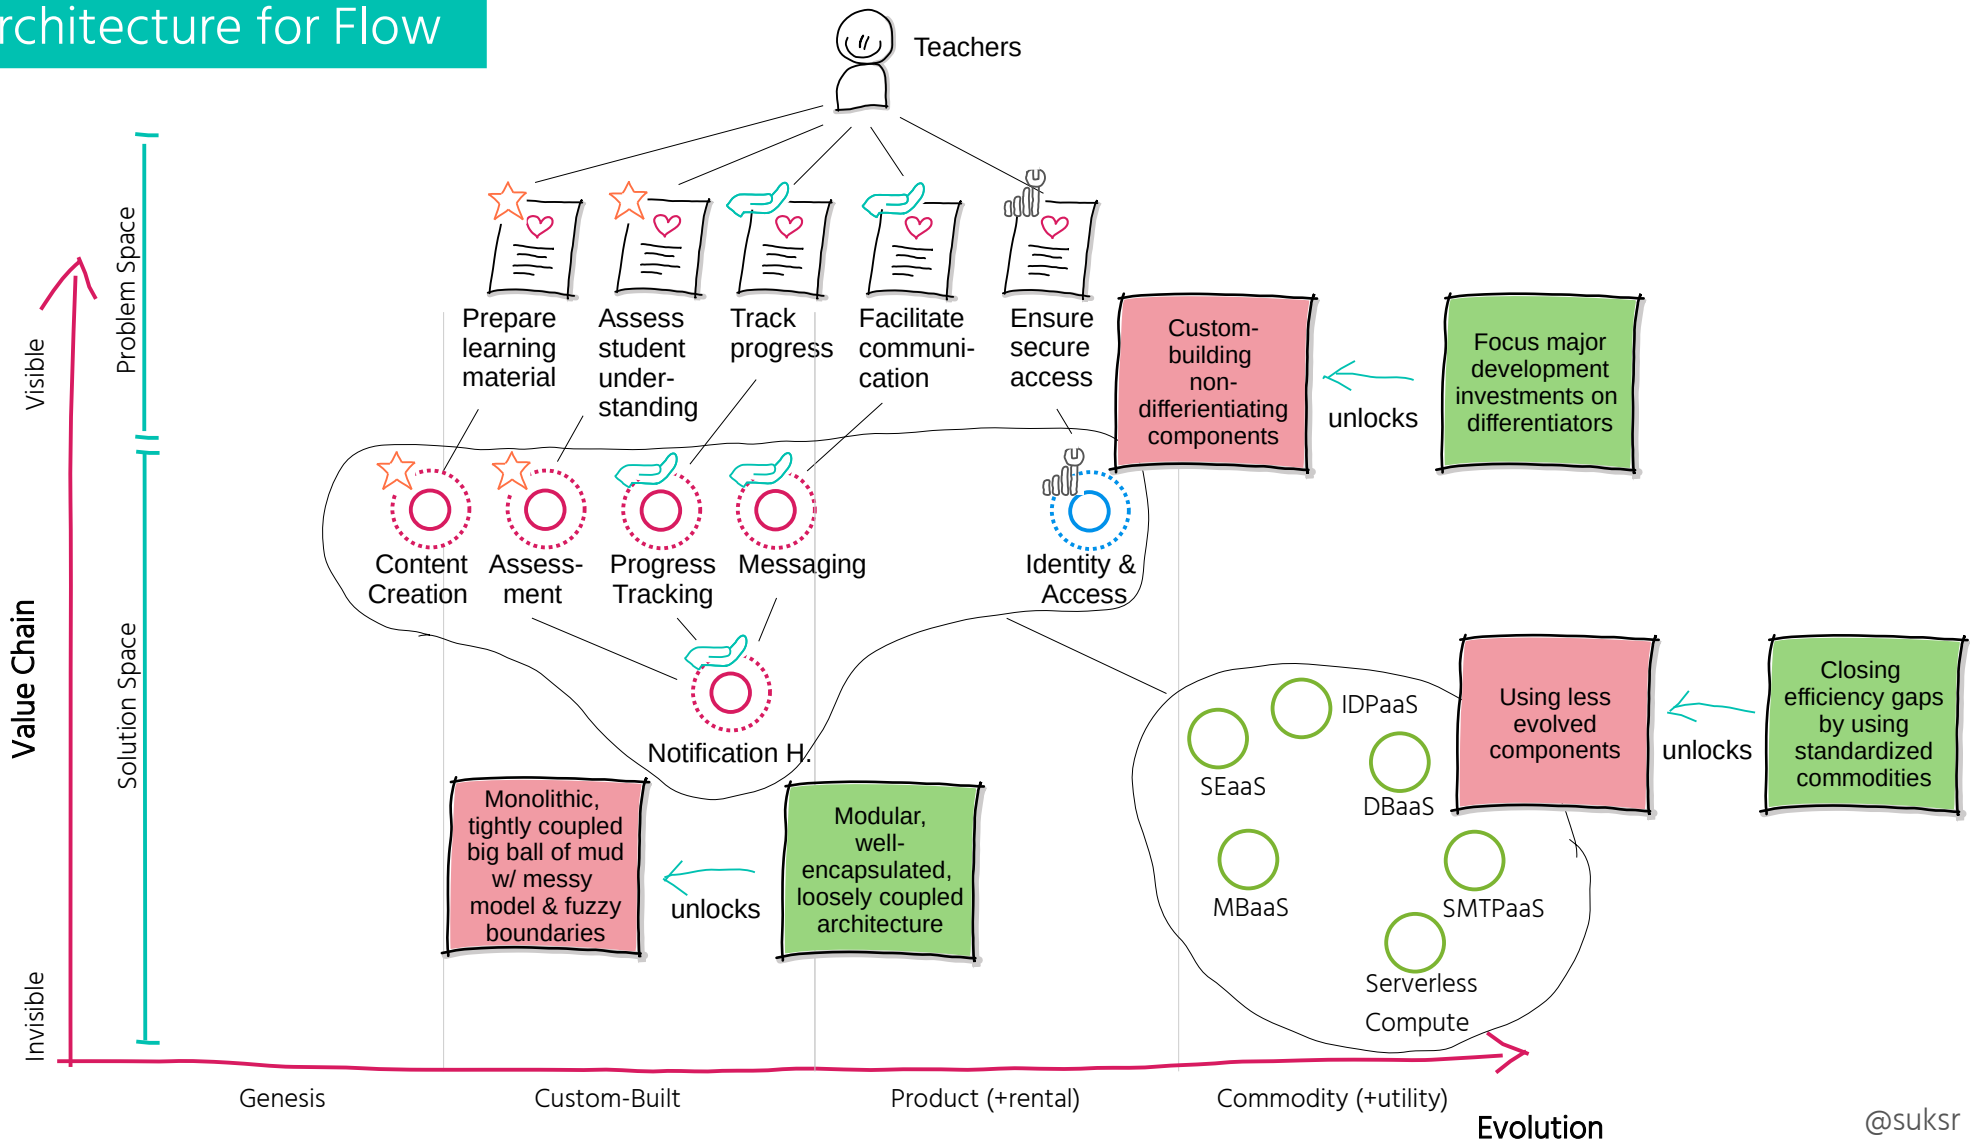 rchitecture for Flow
Teachers
Problem Space
Visible
Prepare
learning
material
Assess
student
under-
standing
Track
progress
Facilitate
communi-
cation
Ensure
secure
access
Custom-
building
non-
differientiating
components
unlocks
Focus major
development
investments on
differentiators
Value Chain
Solution Space
Content
Creation
Assess-
ment
Progress
Tracking
Messaging
Identity &
Access
Notification H.
IDPaaS
SEaaS
DBaaS
MBaaS
SMTPaaS
Serverless
Compute
Using less
evolved
components
unlocks
Closing
efficiency gaps
by using
standardized
commodities
Monolithic,
tightly coupled
big ball of mud
w/ messy
model & fuzzy
boundaries
unlocks
Modular,
well-
encapsulated,
loosely coupled
architecture
Invisible
Genesis
Custom-Built
Product (+rental)
Commodity (+utility)
Evolution
@suksr